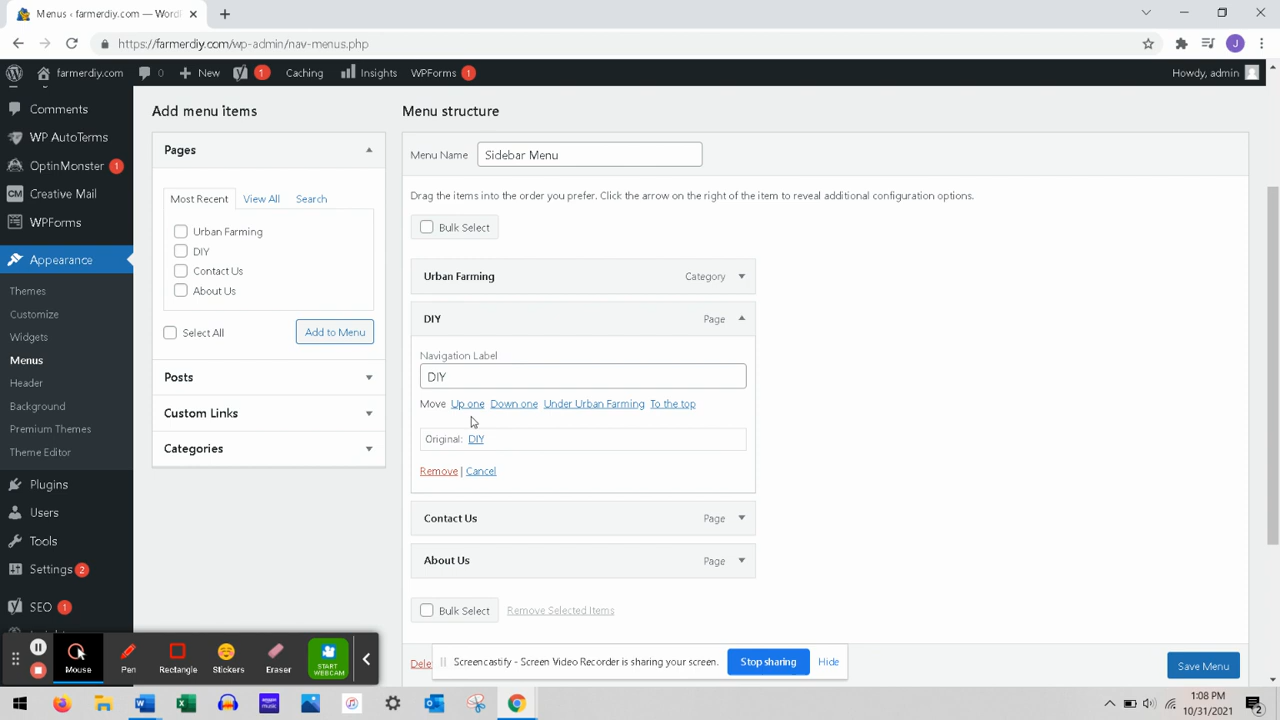 Menus ‹ farmerdiy.com — Word
https://farmerdiy.com/wp-admin/nav-menus.php
J
farmerdiy.com 0 New 1 Caching Insights WPForms 1 Howdy, admin
Comments
WP AutoTerms
OptinMonster 1
CM Creative Mail
WPForms
Appearance
Themes
Customize
Widgets
Menus
Header
Background
Premium Themes
Theme Editor
Plugins
Users
Tools
Settings 2
SEO 1
Add menu items
Pages
Most Recent View All Search
Urban Farming
DIY
Contact Us
About Us
Select All Add to Menu
Posts
Custom Links
Categories
Menu structure
Menu Name Sidebar Menu
Drag the items into the order you prefer. Click the arrow on the right of the item to reveal additional configuration options.
Bulk Select
Urban Farming Category
DIY Page
Navigation Label
DIY
Move Up one Down one Under Urban Farming To the top
Original: DIY
Remove | Cancel
Contact Us Page
About Us Page
Bulk Select Remove Selected Items
Dele
Save Menu
Mouse Pen Rectangle Stickers Eraser START WEBCAM
Screencastify - Screen Video Recorder is sharing your screen. Stop sharing Hide
amazon music
1:08 PM
10/31/2021
2